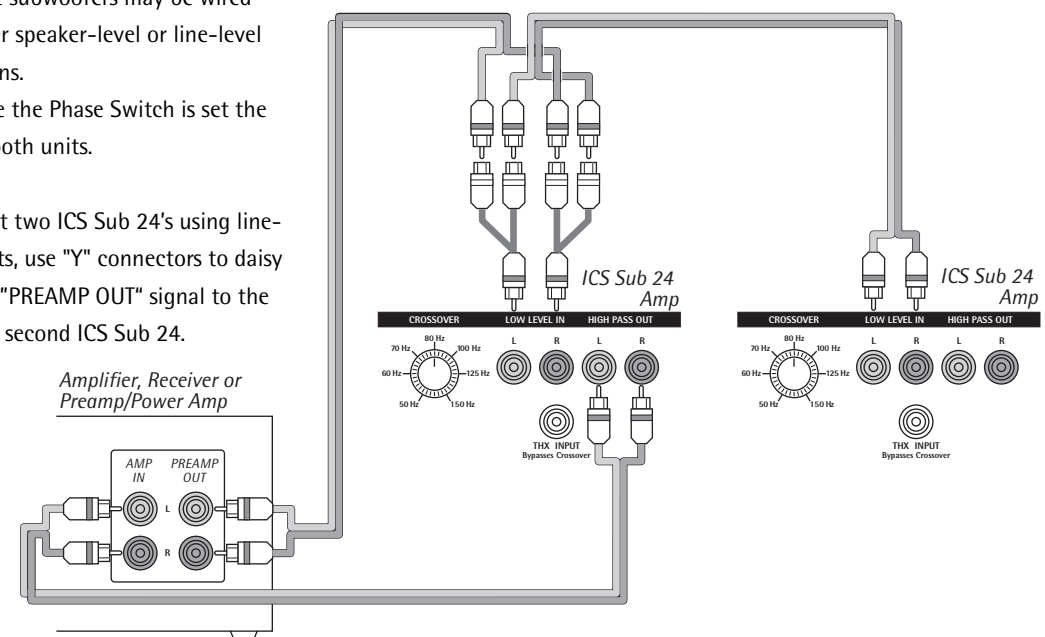 subwoofers may be wired
speaker-level or line-level
the Phase Switch is set the
both units.
two ICS Sub 24's using line-
use "Y" connectors to daisy
"PREAMP OUT" signal to the
second ICS Sub 24.
Amplifier, Receiver or
Preamp/Power Amp
AMP
IN
PREAMP
OUT
L
R
ICS Sub 24
Amp
CROSSOVER LOW LEVEL IN HIGH PASS OUT
80 Hz
70 Hz 100 Hz
60 Hz 125 Hz
50 Hz 150 Hz
L R L R
THX INPUT
Bypasses Crossover
ICS Sub 24
Amp
CROSSOVER LOW LEVEL IN HIGH PASS OUT
80 Hz
70 Hz 100 Hz
60 Hz 125 Hz
50 Hz 150 Hz
L R L R
THX INPUT
Bypasses Crossover